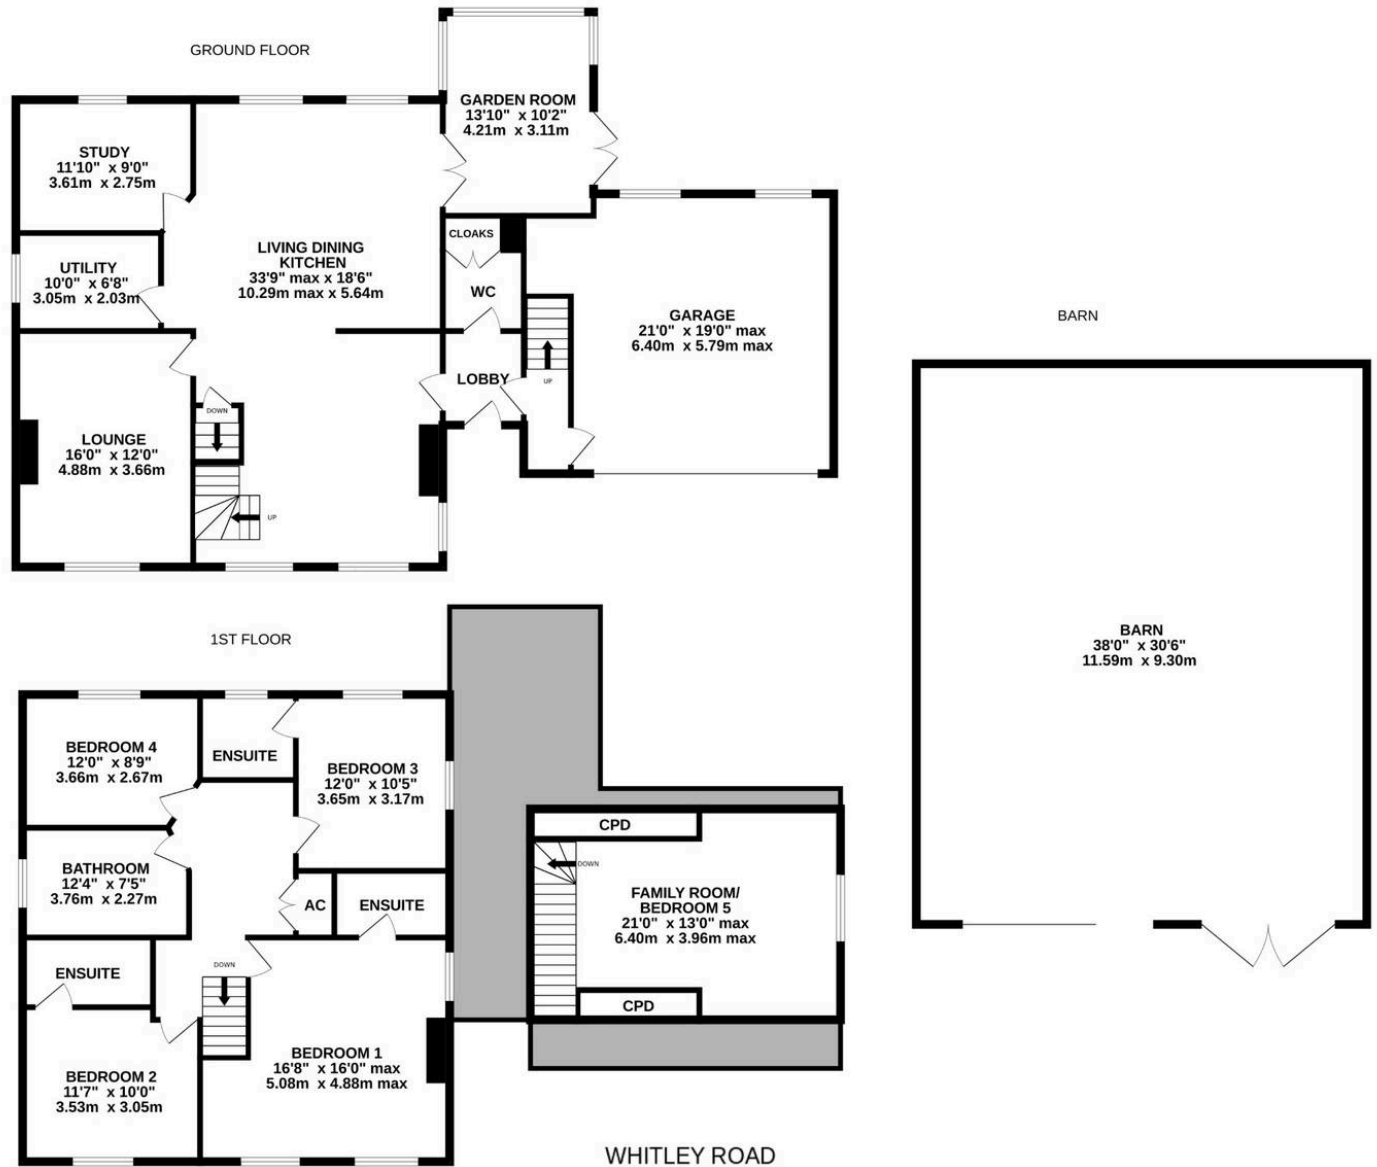 GROUND FLOOR
GARDEN ROOM
13'10" x 10'2"
4.21m x 3.11m
STUDY
11'10" x 9'0"
3.61m x 2.75m
CLOAKS
LIVING DINING
KITCHEN
33'9" max x 18'6"
10.29m max x 5.64m
UTILITY
10'0" x 6'8"
3.05m x 2.03m
WC
GARAGE
21'0" x 19'0" max
6.40m x 5.79m max
LOBBY
UP
DOWN
LOUNGE
16'0" x 12'0"
4.88m x 3.66m
UP
BARN
BARN
38'0" x 30'6"
11.59m x 9.30m
1ST FLOOR
BEDROOM 4
12'0" x 8'9"
3.66m x 2.67m
ENSUITE
BEDROOM 3
12'0" x 10'5"
3.65m x 3.17m
BATHROOM
12'4" x 7'5"
3.76m x 2.27m
AC
ENSUITE
ENSUITE
DOWN
BEDROOM 1
16'8" x 16'0" max
5.08m x 4.88m max
BEDROOM 2
11'7" x 10'0"
3.53m x 3.05m
CPD
DOWN
FAMILY ROOM/
BEDROOM 5
21'0" x 13'0" max
6.40m x 3.96m max
CPD
WHITLEY ROAD